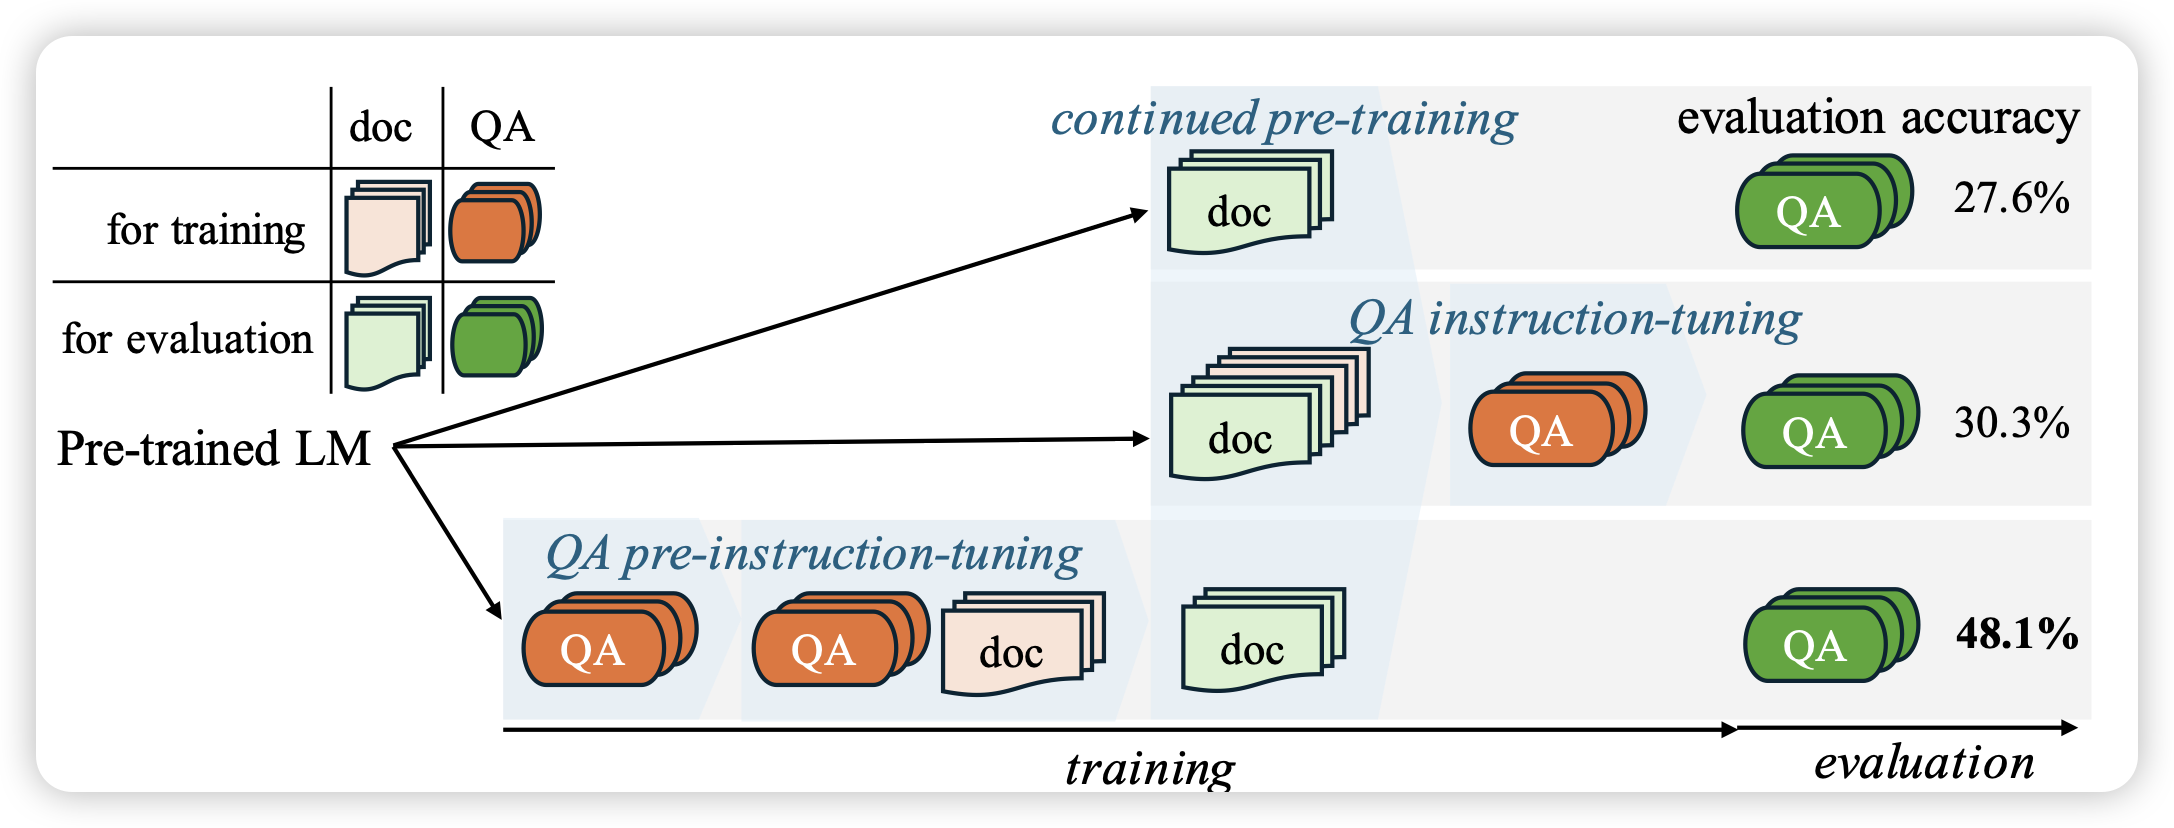 doc QA
for training
for evaluation
Pre-trained LM
continued pre-training
evaluation accuracy
doc
QA
27.6%
QA instruction-tuning
doc
QA
QA
30.3%
QA pre-instruction-tuning
QA
QA
doc
doc
QA
48.1%
training
evaluation